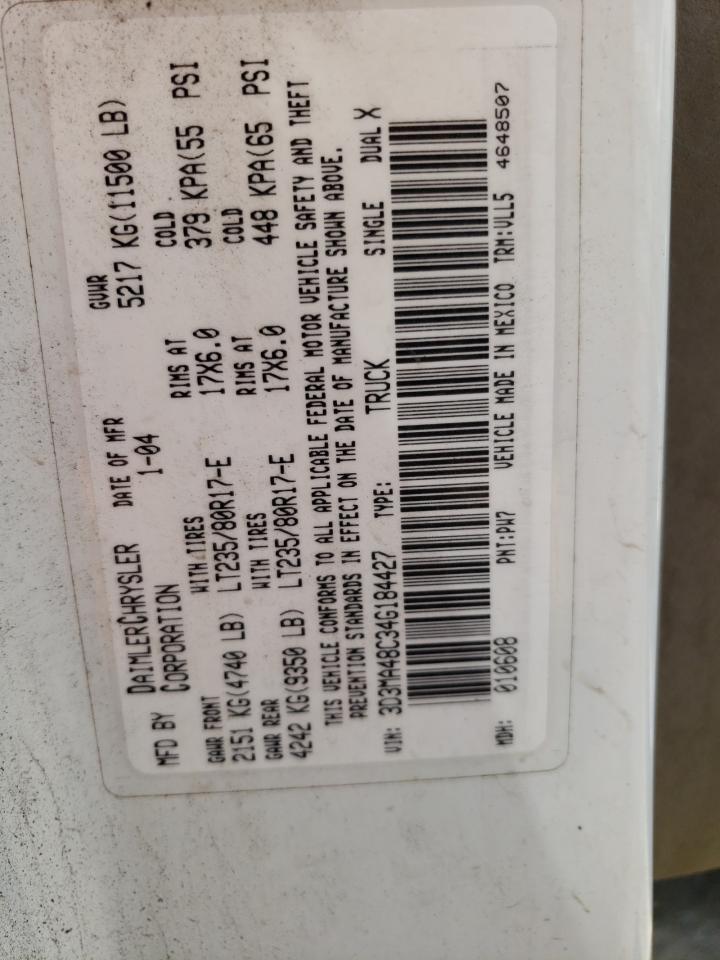 MFD BY DAIMLERCHRYSLER CORPORATION DATE OF MFR 1-04 GVWR 5217 KG(11500 LB)
GAWR FRONT WITH TIRES RIMS AT COLD
2151 KG(4740 LB) LT235/80R17-E 17X6.0 379 KPA(55 PSI
GAWR REAR WITH TIRES RIMS AT COLD
4242 KG(9350 LB) LT235/80R17-E 17X6.0 448 KPA(65 PSI
THIS VEHICLE CONFORMS TO ALL APPLICABLE FEDERAL MOTOR VEHICLE SAFETY AND THEFT
PREVENTION STANDARDS IN EFFECT ON THE DATE OF MANUFACTURE SHOWN ABOVE.
VIN: 3D3MA48C34G184427 TYPE: TRUCK SINGLE DUAL X
MDH: 010608 PNT:PW7 VEHICLE MADE IN MEXICO TRM:VLL5 4648507